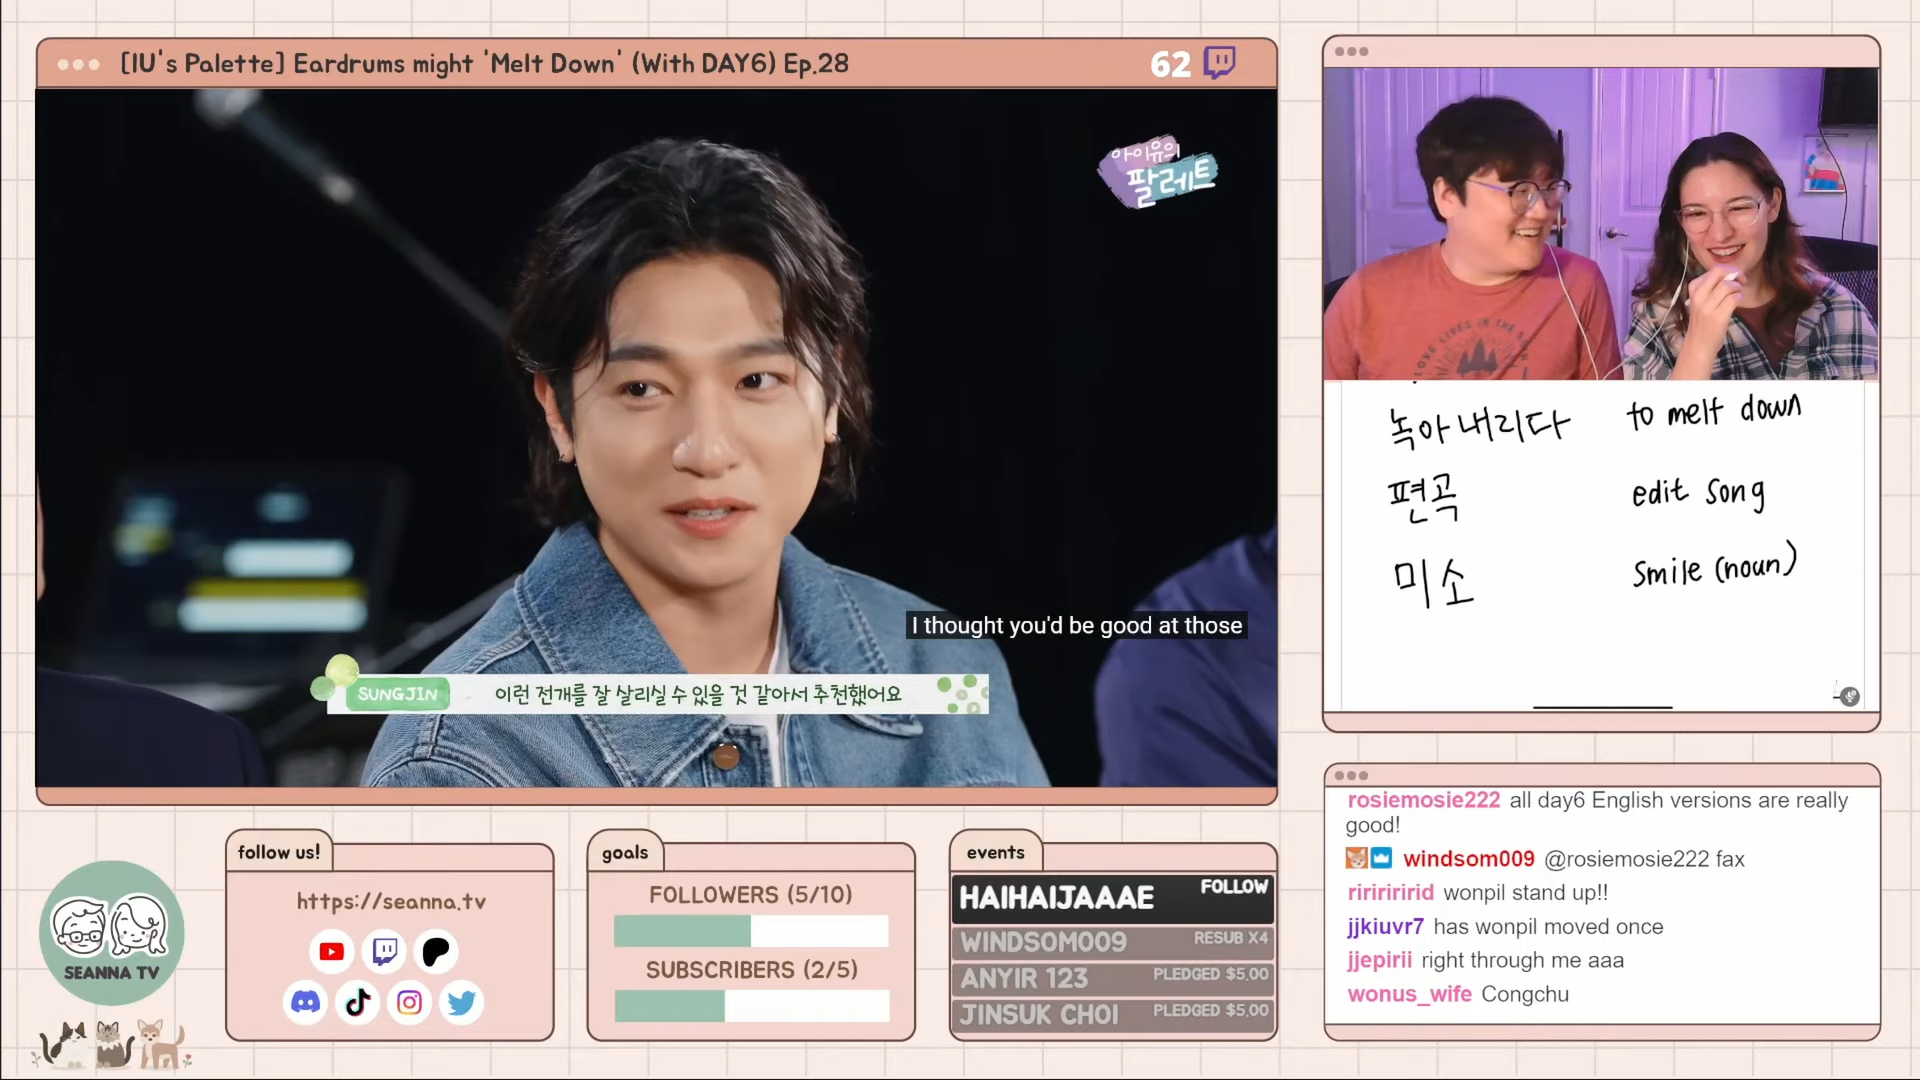 [IU's Palette] Eardrums might 'Melt Down' (With DAY6) Ep.28
62
아이유의
팔레트
I thought you'd be good at those
SUNGJIN 이런 전개를 잘 살리실 수 있을 것 같아서 추천했어요
LOVE LIVES IN THE
녹아내리다 to melt down
편곡 edit song
미소 smile (noun)
rosiemosie222 all day6 English versions are really
good!
windsom009 @rosiemosie222 fax
riririririd wonpil stand up!!
jjkiuvr7 has wonpil moved once
jjepirii right through me aaa
wonus_wife Congchu
SEANNA TV
follow us!
https://seanna.tv
goals
FOLLOWERS (5/10)
SUBSCRIBERS (2/5)
events
HAIHAIJAAAE FOLLOW
WINDSOM009 RESUB X4
ANYIR 123 PLEDGED $5.00
JINSUK CHOI PLEDGED $5.00